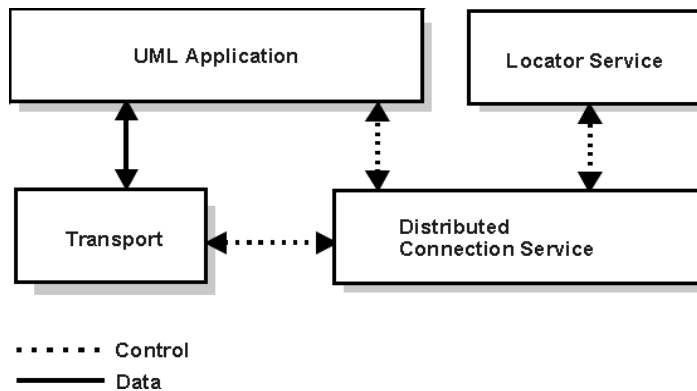 UML Application
Locator Service
Transport
Distributed
Connection Service
Control
Data